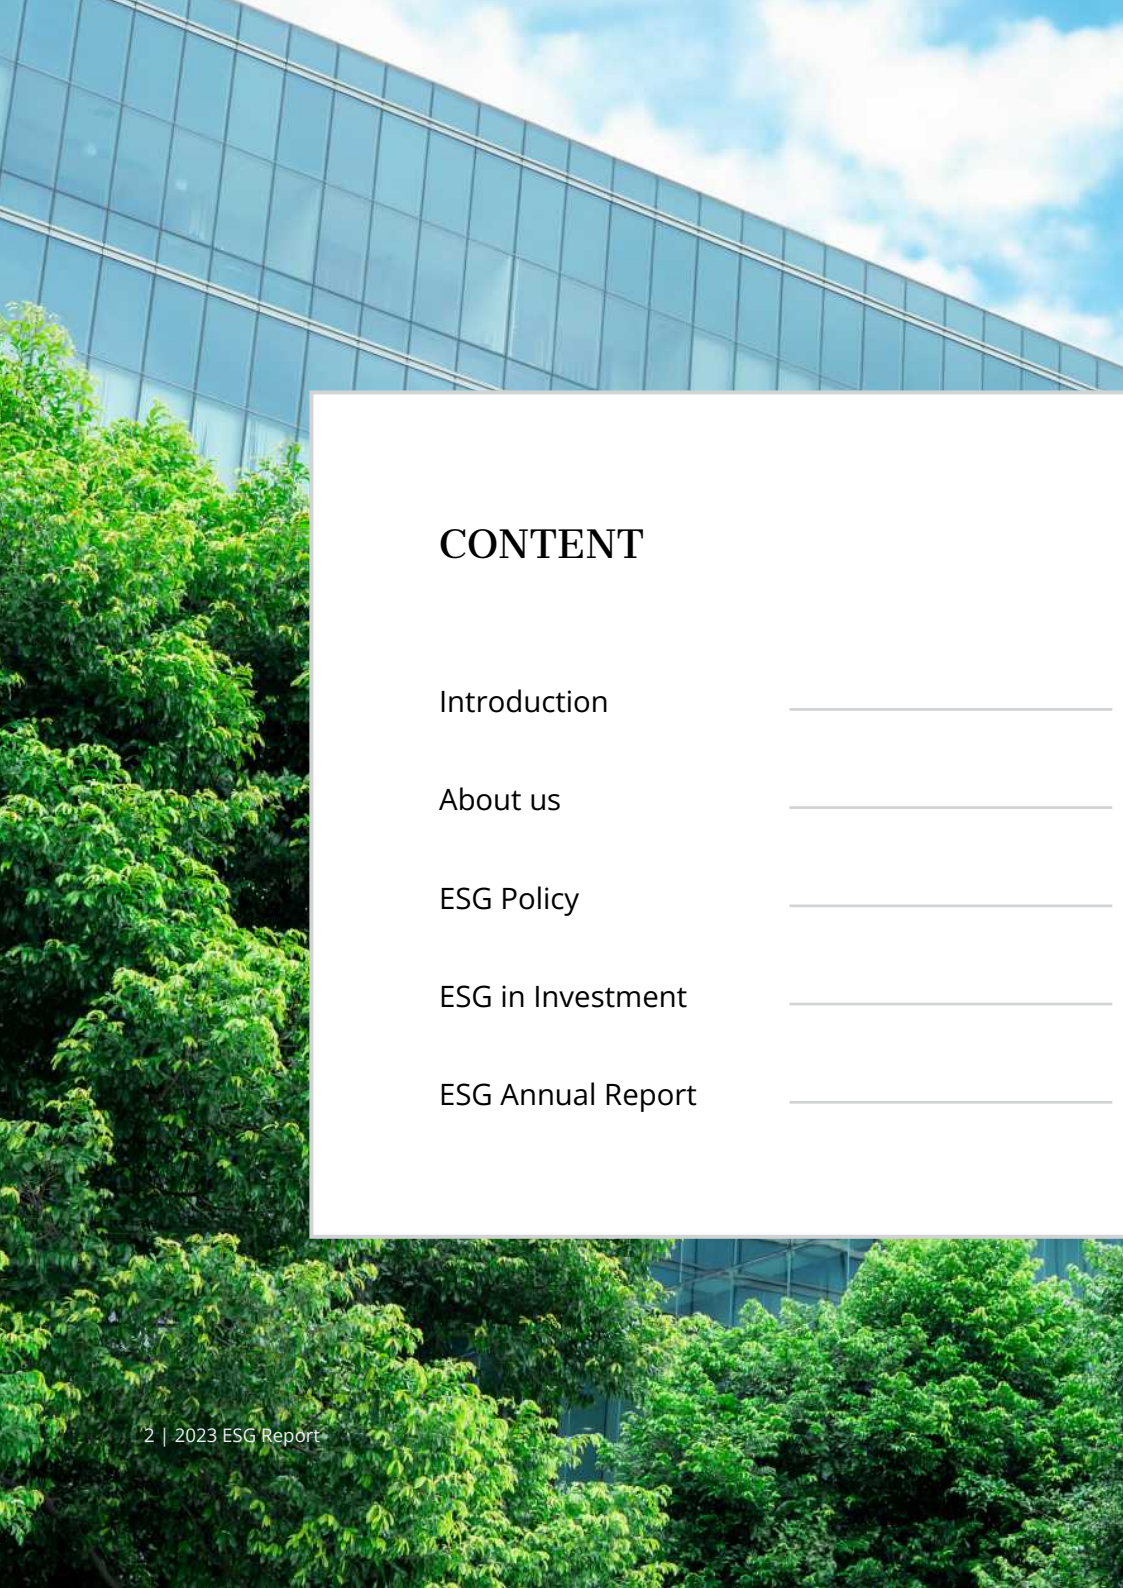 CONTENT
Introduction
About us
ESG Policy
ESG in Investment
ESG Annual Report
2 | 2023 ESG Report